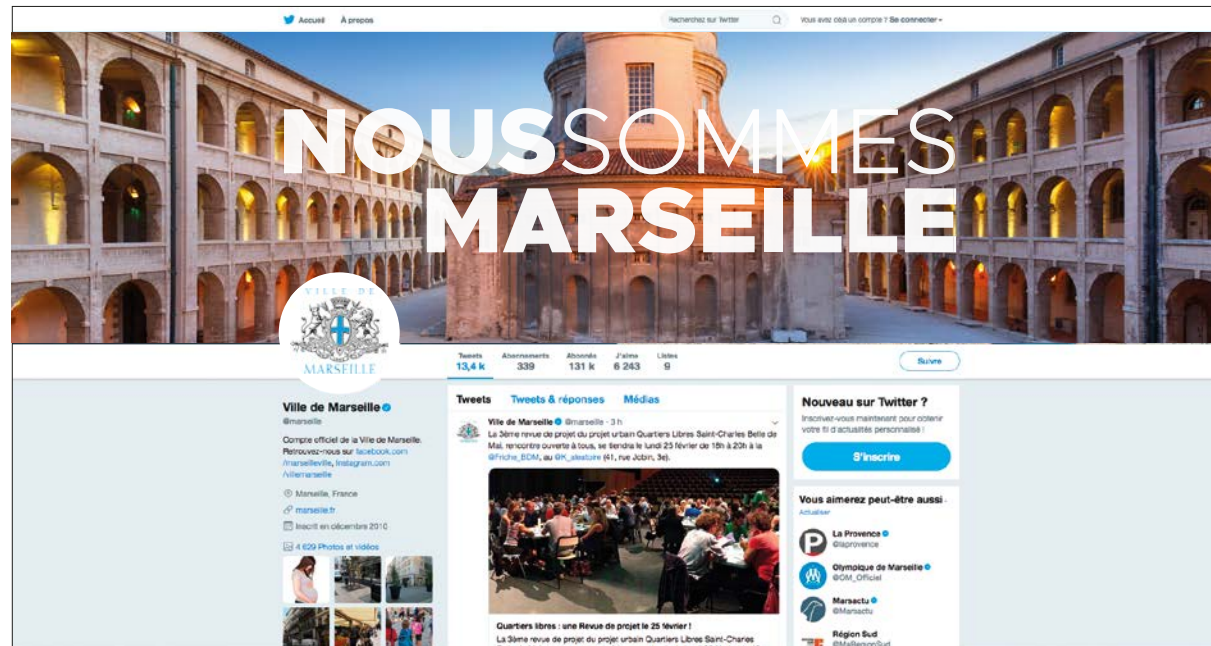 Accueil À propos
Recherchez sur Twitter
Vous avez déjà un compte ? Se connecter
NOUSSOMMES
MARSEILLE
VILLE DE
MARSEILLE
Tweets Abonnements Abonnés J'aime Listes
13,4 k 339 131 k 6 243 9
Suivre
Ville de Marseille
@marseille
Compte officiel de la Ville de Marseille.
Retrouvez-nous sur facebook.com
/marseilleville, Instagram.com
/villemarseille
Marseille, France
marseille.fr
Inscrit en décembre 2010
4 629 Photos et vidéos
Tweets Tweets & réponses Médias
Ville de Marseille @marseille - 3 h
La 3ème revue de projet du projet urbain Quartiers Libres Saint-Charles Belle de
Mai, rencontre ouverte à tous, se tiendra le lundi 25 février de 18h à 20h à la
@Friche_BDM, au @K_aleatoire (41, rue Jobin, 3e).
Quartiers libres : une Revue de projet le 25 février !
La 3ème revue de projet du projet urbain Quartiers Libres Saint-Charles
Nouveau sur Twitter ?
Inscrivez-vous maintenant pour obtenir
votre fil d'actualités personnalisé !
S'inscrire
Vous aimerez peut-être aussi
Actualiser
La Provence
@laprovence
Olympique de Marseille
@OM_Officiel
Marsactu
@Marsactu
Région Sud
@MaRegionSud